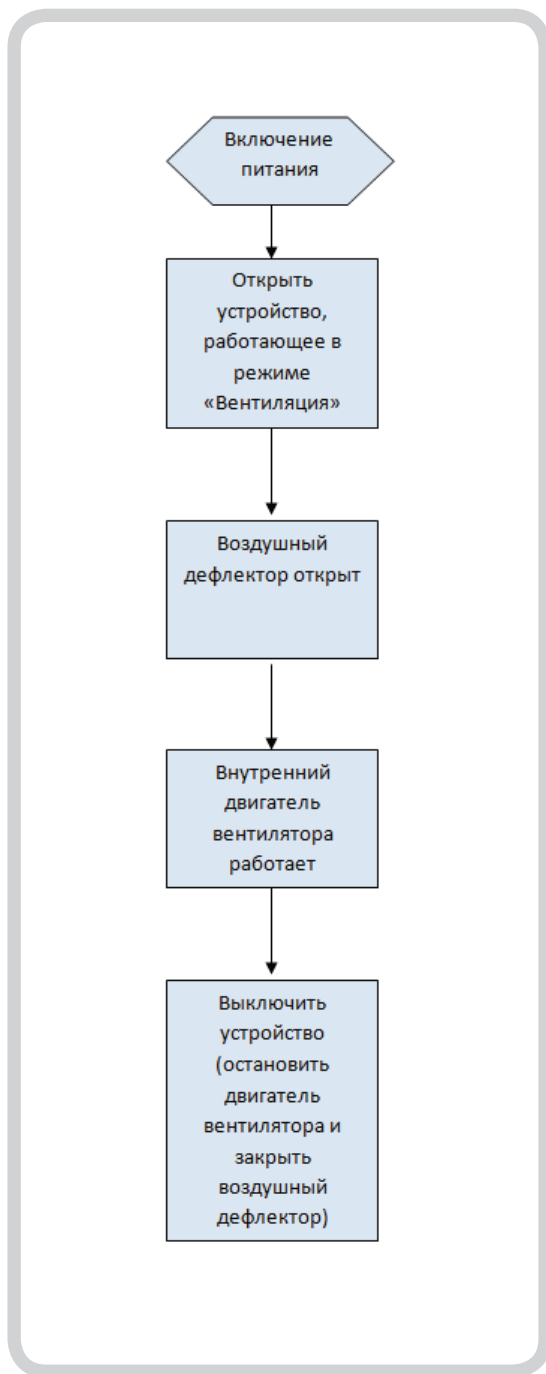 Включение
питания
Открыть
устройство,
работающее в
режиме
«Вентиляция»
Воздушный
дефлектор открыт
Внутренний
двигатель
вентилятора
работает
Выключить
устройство
(остановить
двигатель
вентилятора и
закрыть
воздушный
дефлектор)